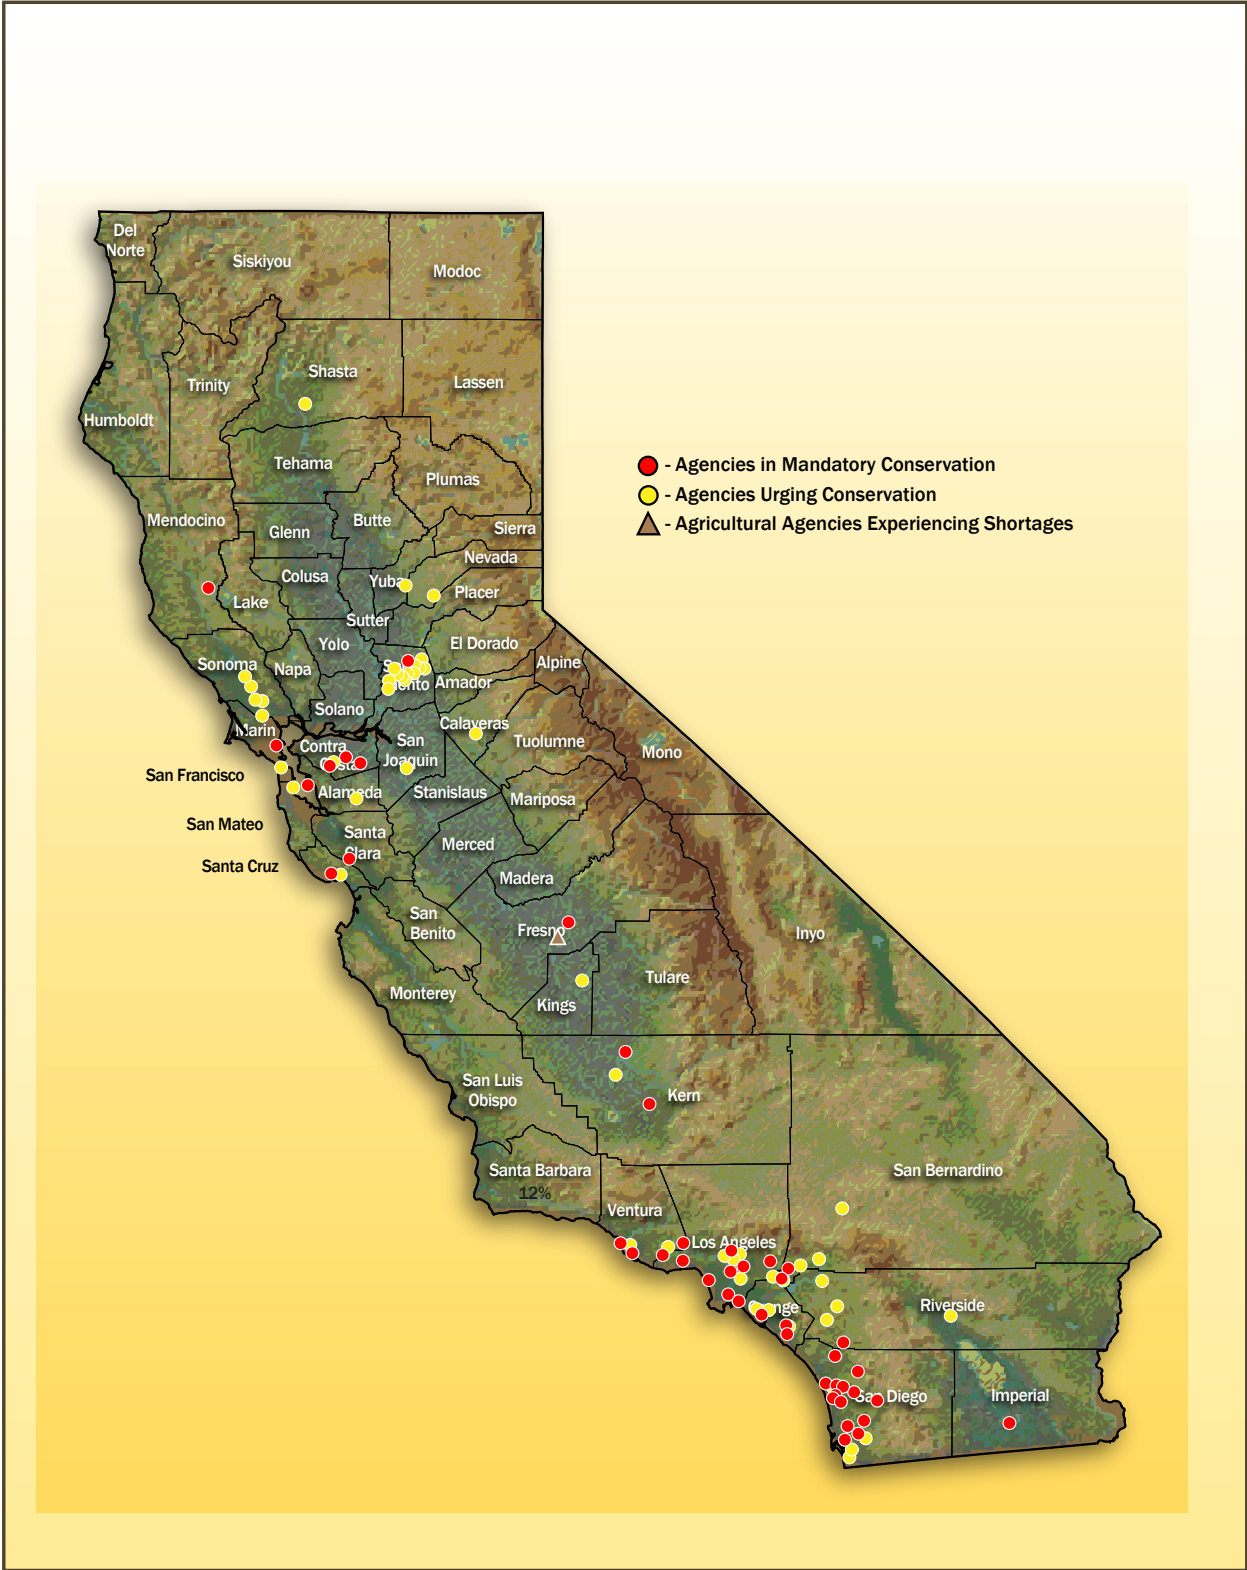 Del
Norte
Siskiyou
Modoc
Shasta
Trinity
Lassen
Humboldt
Tehama
Plumas
Mendocino
Glenn
Butte
Sierra
Nevada
Colusa
Yuba
Placer
Lake
Sutter
Yolo
El Dorado
Sonoma
Napa
Alpine
Amador
Solano
Marin
Calaveras
Contra
Costa
San
Joaquin
Tuolumne
Mono
San Francisco
Alameda
Stanislaus
Mariposa
San Mateo
Santa
Clara
Merced
Santa Cruz
Madera
San
Benito
Fresno
Inyo
Tulare
Monterey
Kings
San Luis
Obispo
Kern
Santa Barbara
12%
San Bernardino
Ventura
Los Angeles
Orange
Riverside
San Diego
Imperial
- Agencies in Mandatory Conservation
- Agencies Urging Conservation
- Agricultural Agencies Experiencing Shortages